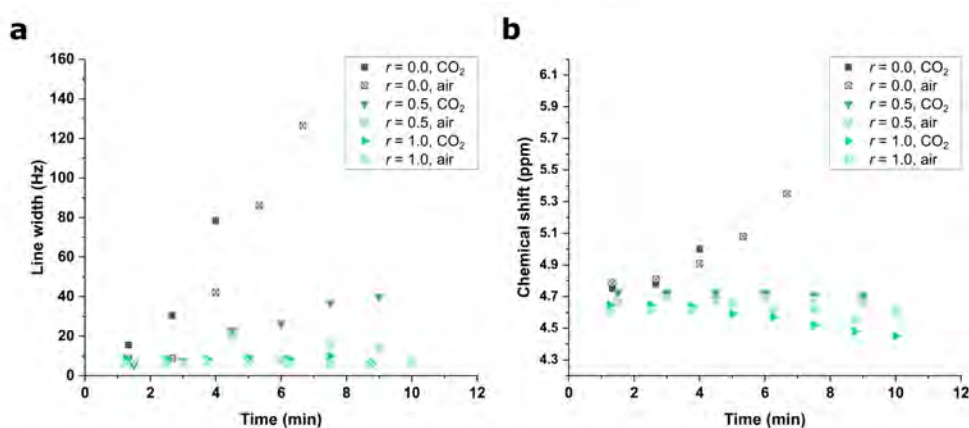 a
160
140
120
100
80
60
40
20
0
Line width (Hz)
0 2 4 6 8 10 12
Time (min)
r = 0.0, CO₂
r = 0.0, air
r = 0.5, CO₂
r = 0.5, air
r = 1.0, CO₂
r = 1.0, air
b
6.1
5.9
5.7
5.5
5.3
5.1
4.9
4.7
4.5
4.3
Chemical shift (ppm)
0 2 4 6 8 10 12
Time (min)
r = 0.0, CO₂
r = 0.0, air
r = 0.5, CO₂
r = 0.5, air
r = 1.0, CO₂
r = 1.0, air